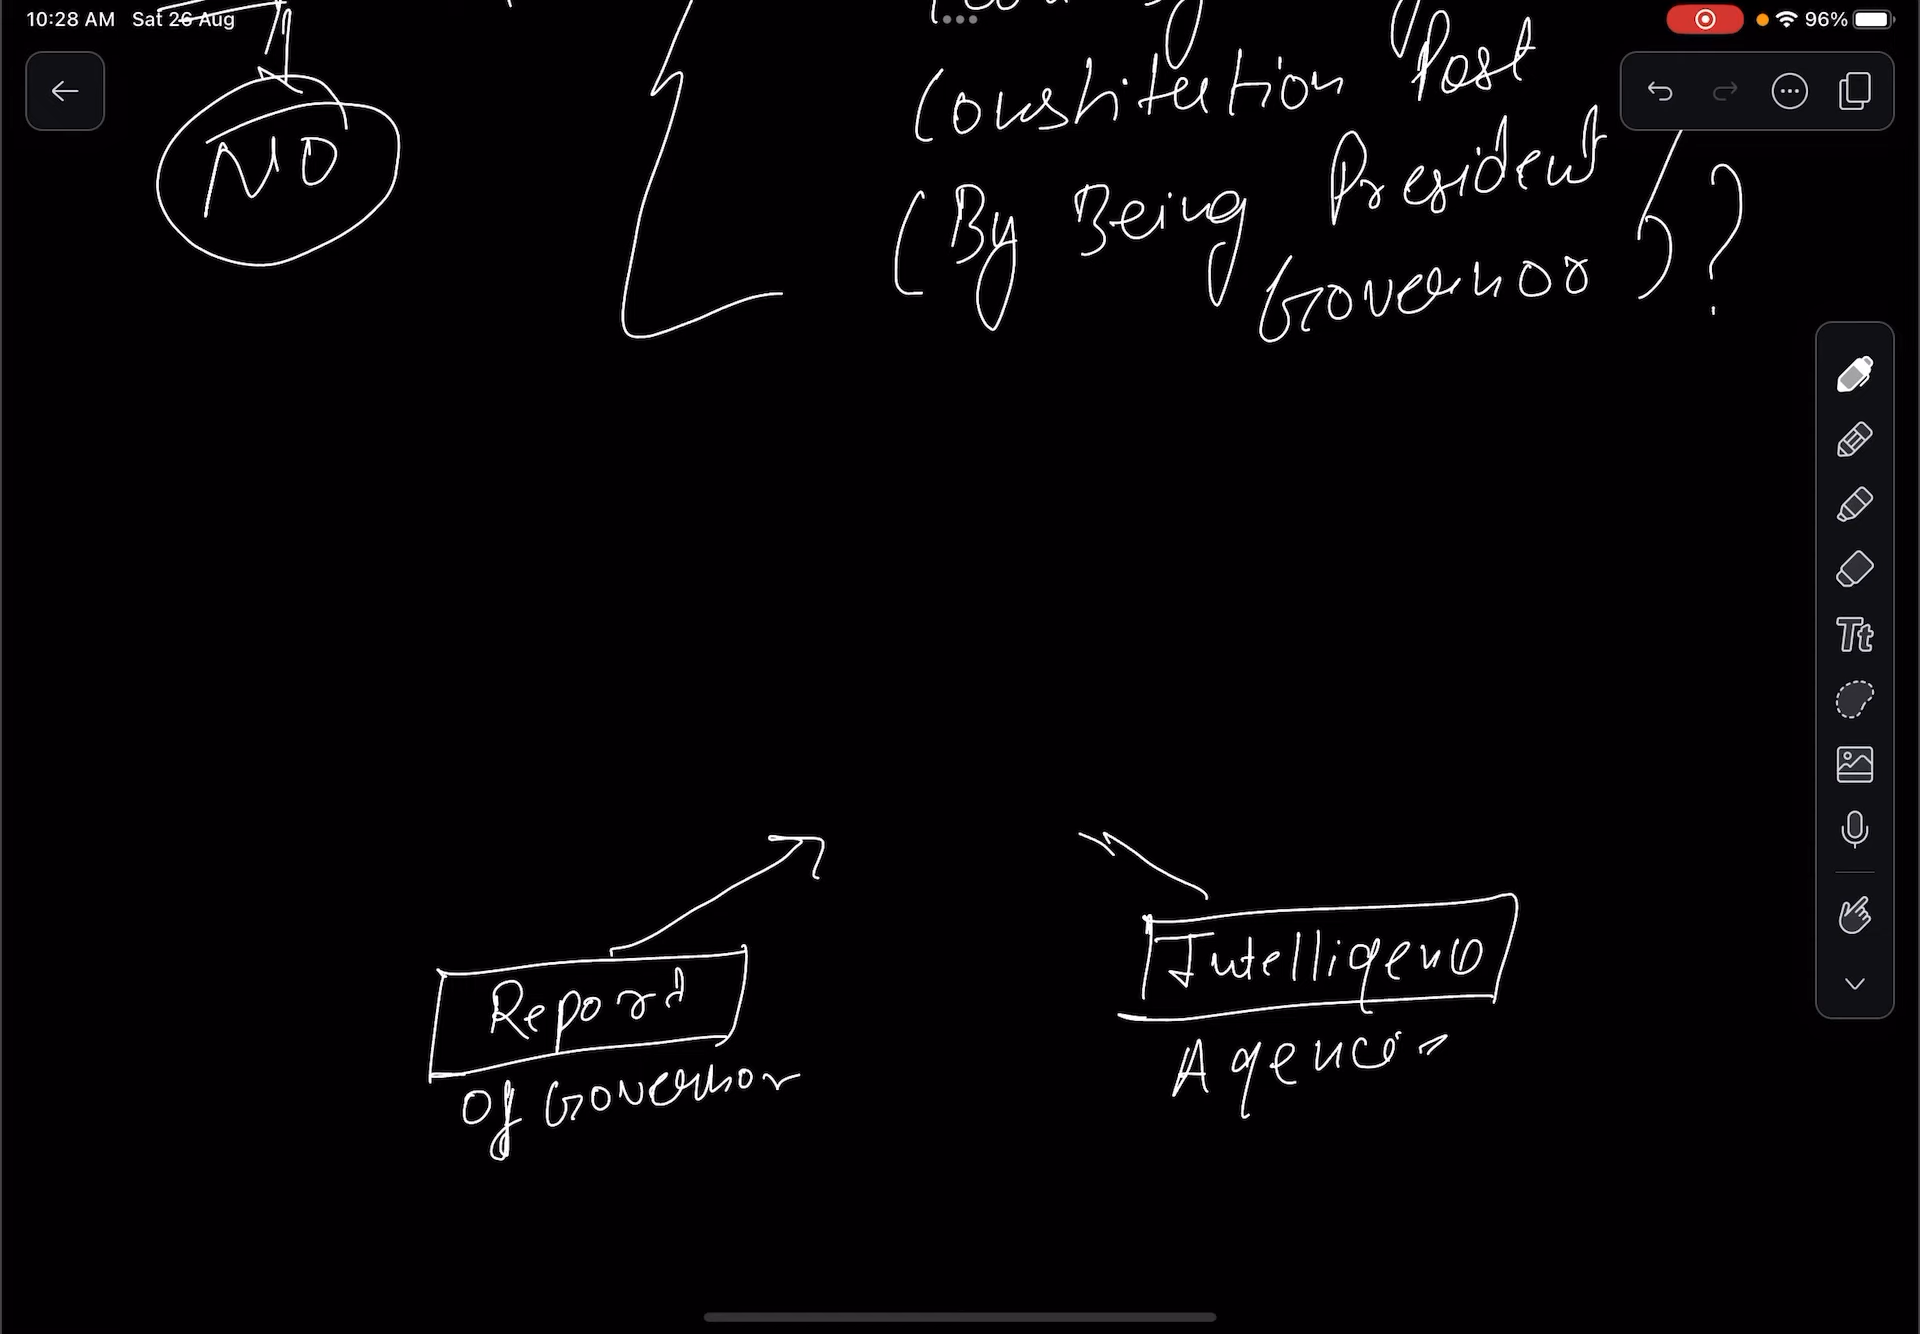 10:28 AM Sat 26 Aug
96%
NO
Constitution Post
(By Being President
Governor)?
Tt
Report
Of Governor
Intelligence
Agencies